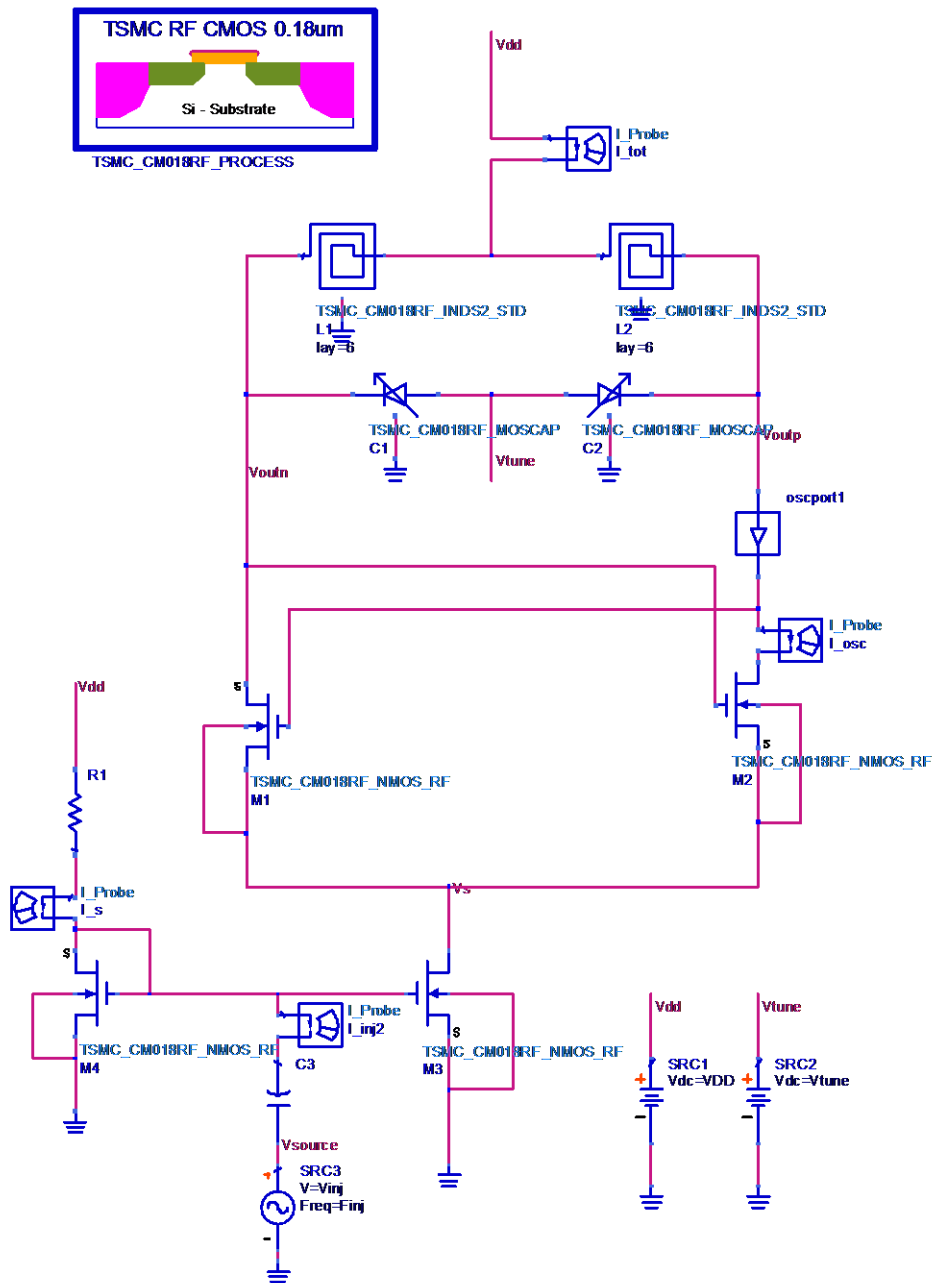 TSMC RF CMOS 0.18um
Si - Substrate
TSMC_CM018RF_PROCESS
Vdd
I_Probe
I_tot
TSMC_CM018RF_INDS2_STD
L1
lay=6
TSMC_CM018RF_INDS2_STD
L2
lay=6
TSMC_CM018RF_MOSCAP
C1
TSMC_CM018RF_MOSCAP
C2
Voutn
Vtune
Voutp
oscport1
I_Probe
I_osc
s
TSMC_CM018RF_NMOS_RF
M1
s
TSMC_CM018RF_NMOS_RF
M2
Vdd
R1
I_Probe
I_s
s
TSMC_CM018RF_NMOS_RF
M4
Vs
I_Probe
I_inj2
C3
s
TSMC_CM018RF_NMOS_RF
M3
Vsource
+
SRC3
V=Vinj
Freq=Finj
-
Vdd
+
SRC1
Vdc=VDD
-
Vtune
+
SRC2
Vdc=Vtune
-